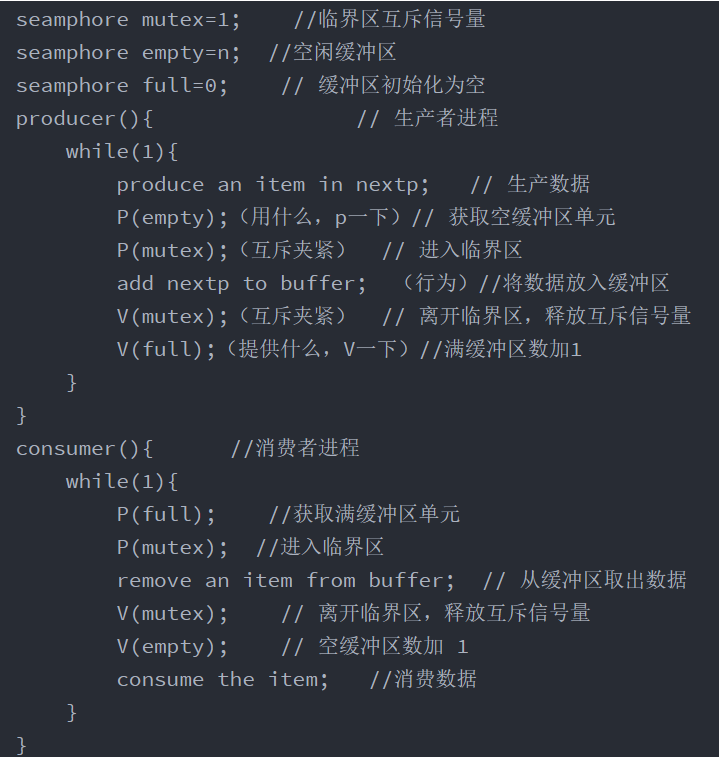 seamphore mutex=1;    //临界区互斥信号量
seamphore empty=n;  //空闲缓冲区
seamphore full=0;    // 缓冲区初始化为空
producer(){                // 生产者进程
    while(1){
        produce an item in nextp;   // 生产数据
        P(empty);（用什么，p一下）// 获取空缓冲区单元
        P(mutex);（互斥夹紧）  // 进入临界区
        add nextp to buffer;  （行为）//将数据放入缓冲区
        V(mutex);（互斥夹紧）  // 离开临界区，释放互斥信号量
        V(full);（提供什么，V一下）//满缓冲区数加1
    }
}
consumer(){      //消费者进程
    while(1){
        P(full);    //获取满缓冲区单元
        P(mutex);  //进入临界区
        remove an item from buffer;  // 从缓冲区取出数据
        V(mutex);    // 离开临界区，释放互斥信号量
        V(empty);    // 空缓冲区数加 1
        consume the item;   //消费数据
    }
}